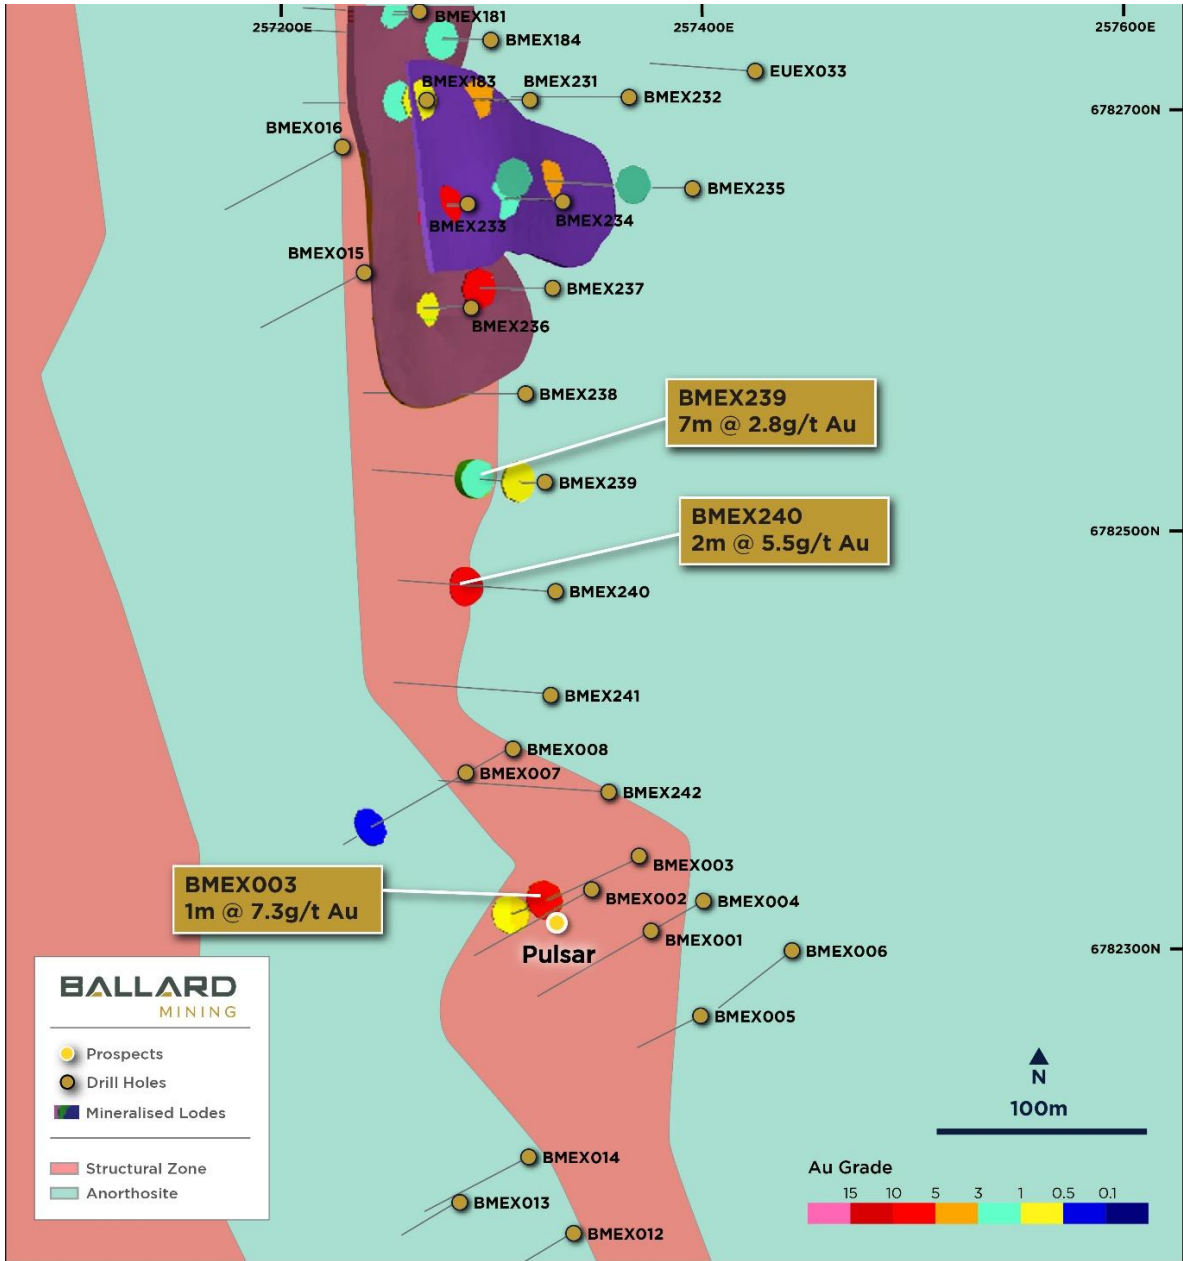 BMEX181
257200E
257400E
257600E
BMEX184
EUEX033
BMEX183
BMEX231
BMEX232
6782700N
BMEX016
BMEX235
BMEX233
BMEX234
BMEX015
BMEX237
BMEX236
BMEX238
BMEX239
7m @ 2.8g/t Au
BMEX239
BMEX240
2m @ 5.5g/t Au
6782500N
BMEX240
BMEX241
BMEX008
BMEX007
BMEX242
BMEX003
BMEX003
1m @ 7.3g/t Au
BMEX002
BMEX004
BMEX001
Pulsar
BMEX006
6782300N
BMEX005
BALLARD
MINING
Prospects
Drill Holes
Mineralised Lodes
Structural Zone
Anorthosite
N
100m
BMEX014
BMEX013
BMEX012
Au Grade
15 10 5 3 1 0.5 0.1